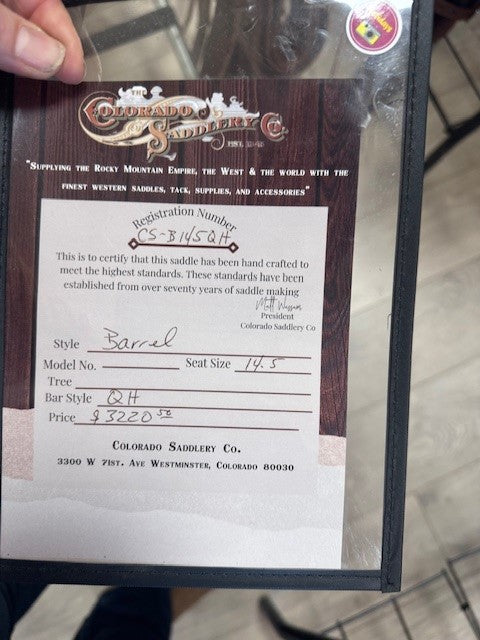 THE
COLORADO
SADDLERY CO.
"SUPPLYING THE ROCKY MOUNTAIN EMPIRE, THE WEST & THE WORLD WITH THE
FINEST WESTERN SADDLES, TACK, SUPPLIES, AND ACCESSORIES"
Registration Number
CS-B145QH
This is to certify that this saddle has been hand crafted to
meet the highest standards. These standards have been
established from over seventy years of saddle making
President
Colorado Saddlery Co
Style Barrel
Model No. Seat Size 14.5
Tree
Bar Style QH
Price $3220 50
COLORADO SADDLERY CO.
3300 W 71ST. AVE WESTMINSTER, COLORADO 80030